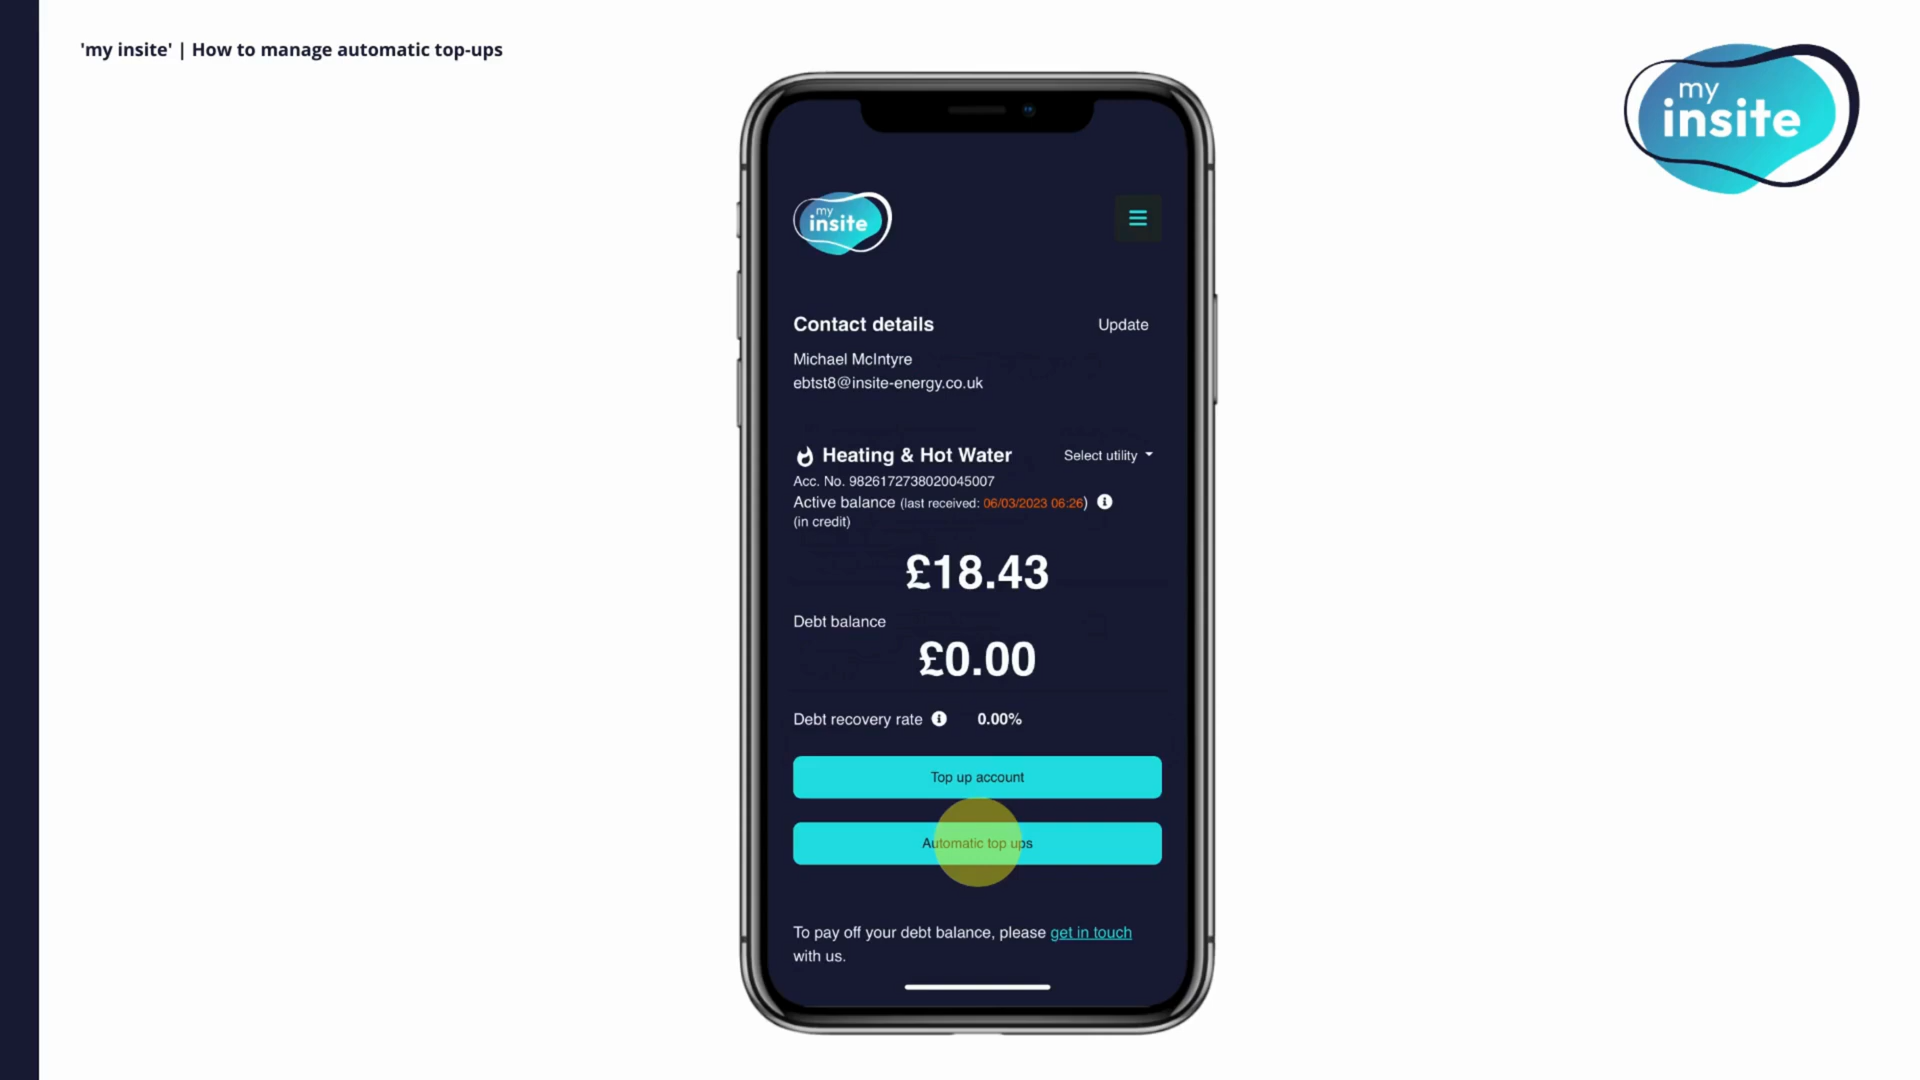 'my insite' | How to manage automatic top-ups
my
insite
my
insite
Contact details
Update
Michael McIntyre
ebtst8@insite-energy.co.uk
Heating & Hot Water
Select utility
Acc. No. 9826172738020045007
Active balance (last received: 06/03/2023 06:26)
(in credit)
£18.43
Debt balance
£0.00
Debt recovery rate 0.00%
Top up account
Automatic top ups
To pay off your debt balance, please get in touch
with us.